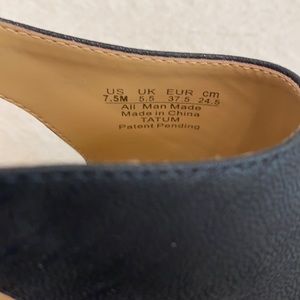 US UK EUR cm
7.5M 5.5 37.5 24.5
All Man Made
Made in China
TATUM
Patent Pending